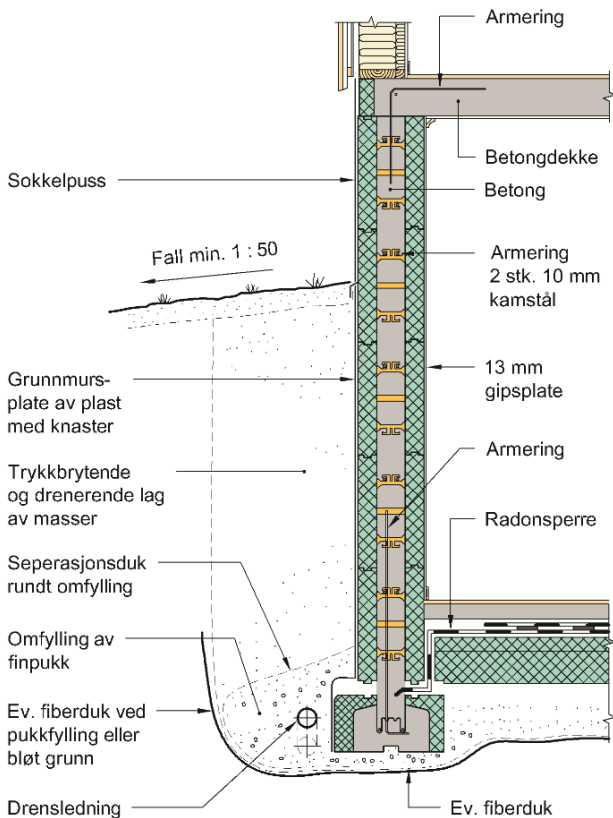 Armering
Betongdekke
Sokkelpuss
Betong
Fall min. 1 : 50
Armering
2 stk. 10 mm
kamstål
Grunnmurs-
plate av plast
med knaster
13 mm
gipsplate
Trykkbrytende
og drenerende lag
av masser
Armering
Radonsperre
Seperasjonsduk
rundt omfylling
Omfylling av
finpukk
Ev. fiberduk ved
pukkfylling eller
bløt grunn
Drensledning
Ev. fiberduk